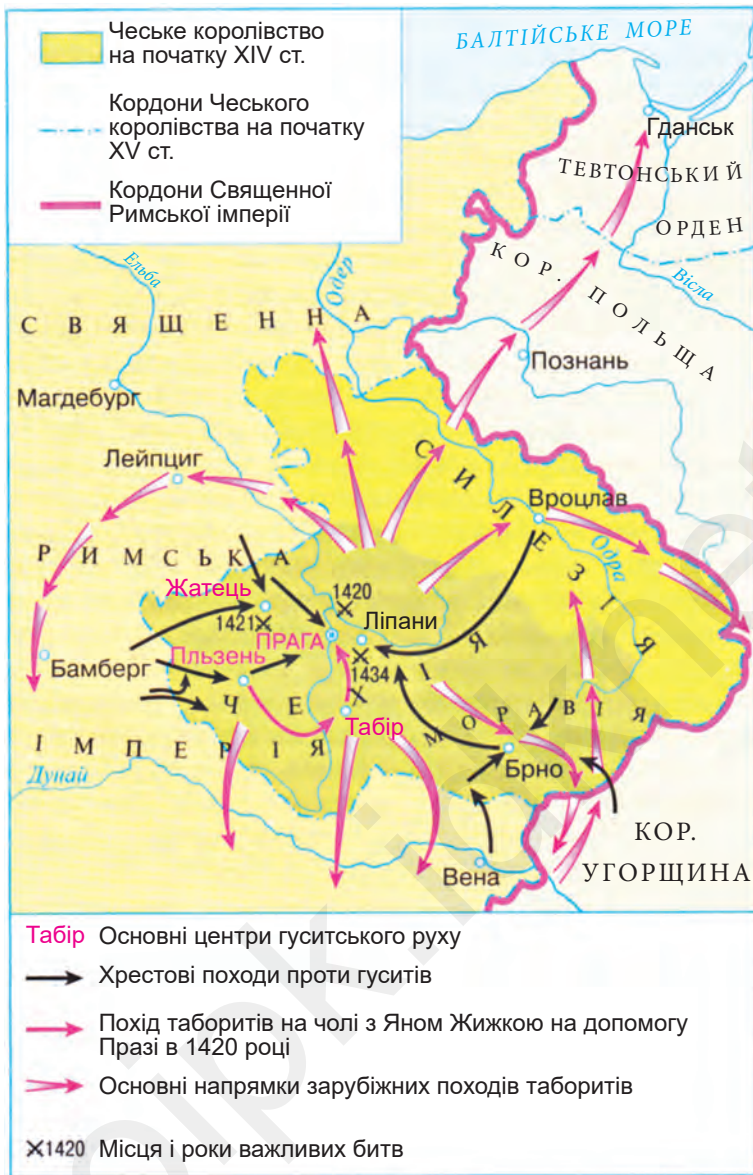 Чеське королівство
на початку XIV ст.
Кордони Чеського
королівства на початку
XV ст.
Кордони Священної
Римської імперії
БАЛТІЙСЬКЕ МОРЕ
Гданськ
ТЕВТОНСЬКИЙ
ОРДЕН
Ельба
Одер
Вісла
КОР. ПОЛЬЩА
СВЯЩЕННА
Познань
Магдебург
Лейпциг
СИЛЕЗІЯ
Вроцлав
Одра
РИМСЬКА
Жатець
1420
1421
ПРАГА
Ліпани
Бамберг
Пльзень
1434
ЧЕХІЯ
Табір
МОРАВІЯ
ІМПЕРІЯ
Брно
Дунай
КОР.
УГОРЩИНА
Вена
Табір Основні центри гуситського руху
Хрестові походи проти гуситів
Похід таборитів на чолі з Яном Жижкою на допомогу
Празі в 1420 році
Основні напрямки зарубіжних походів таборитів
1420 Місця і роки важливих битв